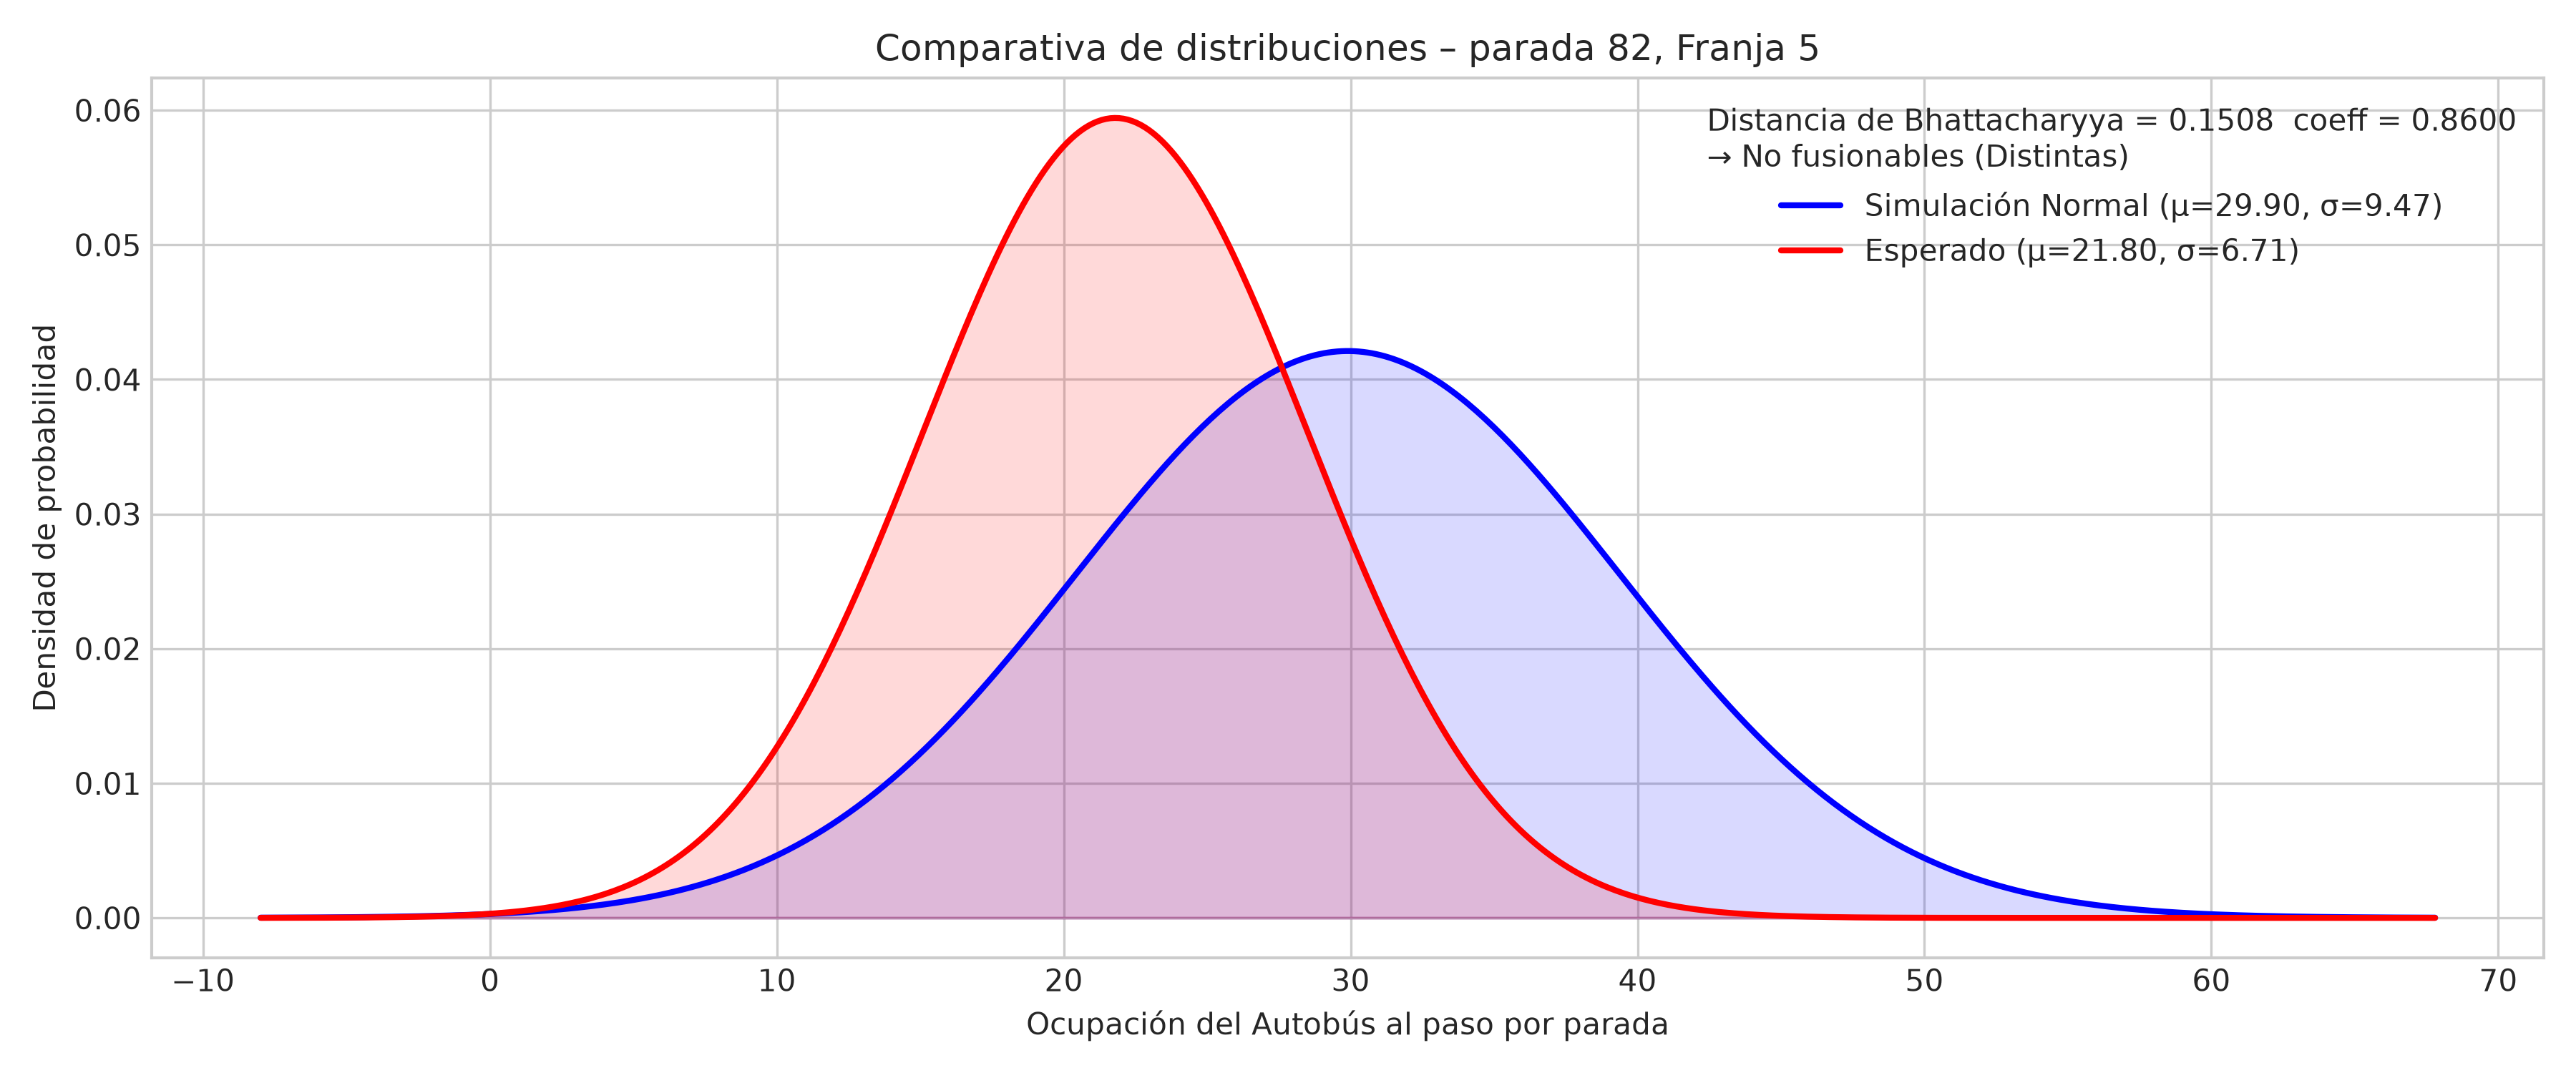 Comparativa de distribuciones – parada 82, Franja 5
Distancia de Bhattacharyya = 0.1508  coeff = 0.8600
→ No fusionables (Distintas)
Simulación Normal (μ=29.90, σ=9.47)
Esperado (μ=21.80, σ=6.71)
Densidad de probabilidad
0.06
0.05
0.04
0.03
0.02
0.01
0.00
−10 0 10 20 30 40 50 60 70
Ocupación del Autobús al paso por parada